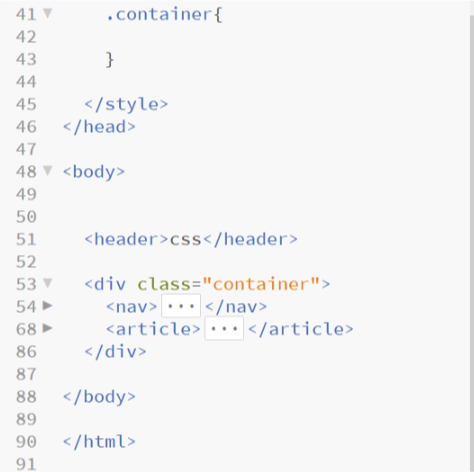 41 .container{
42
43 }
44
45 </style>
46 </head>
47
48 <body>
49
50
51 <header>css</header>
52
53 <div class="container">
54 <nav>···</nav>
68 <article>···</article>
86 </div>
87
88 </body>
89
90 </html>
91